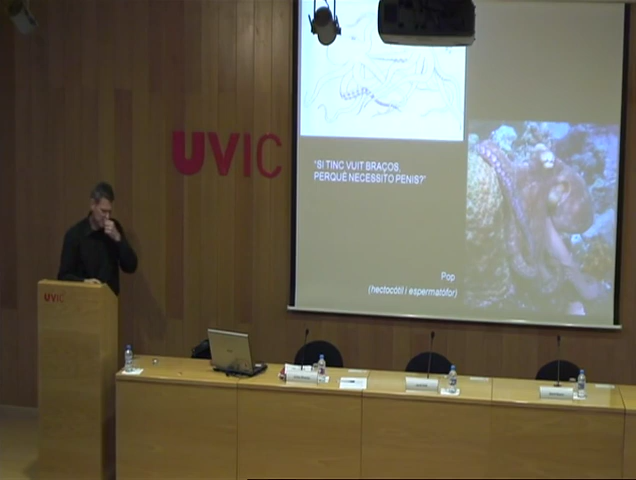 UVIC
"SI TINC VUIT BRAÇOS,
PERQUÈ NECESSITO PENIS?"
Pop
(hectocòtil i espermatòfor)
UVIC